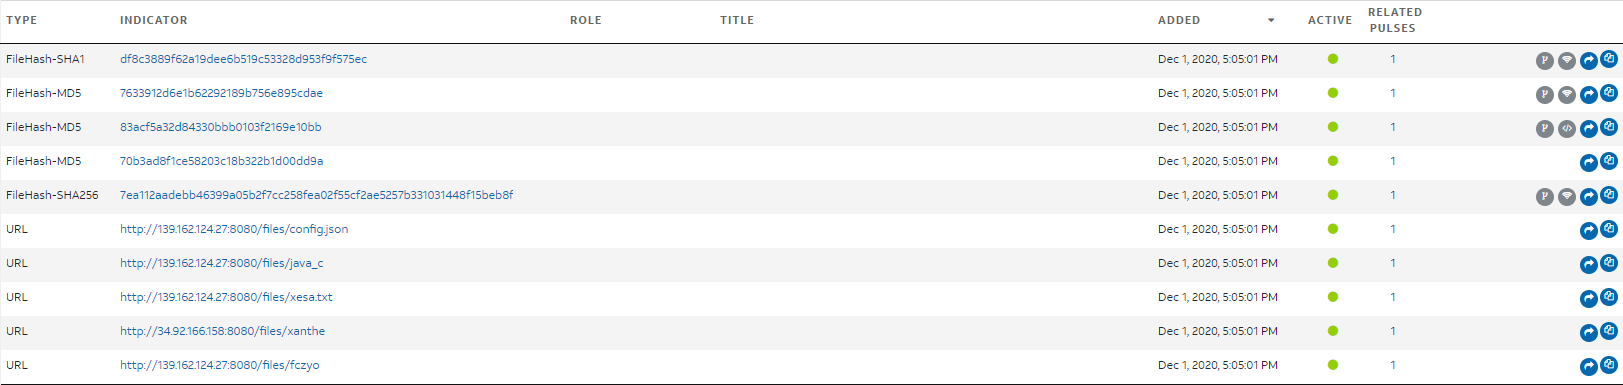 TYPE INDICATOR ROLE TITLE ADDED ACTIVE RELATED PULSES
FileHash-SHA1 df8c3889f62a19dee6b519c53328d953f9f575ec Dec 1, 2020, 5:05:01 PM 1
FileHash-MD5 7633912d6e1b62292189b756e895cdae Dec 1, 2020, 5:05:01 PM 1
FileHash-MD5 83acf5a32d84330bbb0103f2169e10bb Dec 1, 2020, 5:05:01 PM 1
FileHash-MD5 70b3ad8f1ce58203c18b322b1d00dd9a Dec 1, 2020, 5:05:01 PM 1
FileHash-SHA256 7ea112aadebb46399a05b2f7cc258fea02f55cf2ae5257b331031448f15beb8f Dec 1, 2020, 5:05:01 PM 1
URL http://139.162.124.27:8080/files/config.json Dec 1, 2020, 5:05:01 PM 1
URL http://139.162.124.27:8080/files/java_c Dec 1, 2020, 5:05:01 PM 1
URL http://139.162.124.27:8080/files/xesa.txt Dec 1, 2020, 5:05:01 PM 1
URL http://34.92.166.158:8080/files/xanthe Dec 1, 2020, 5:05:01 PM 1
URL http://139.162.124.27:8080/files/fczyo Dec 1, 2020, 5:05:01 PM 1